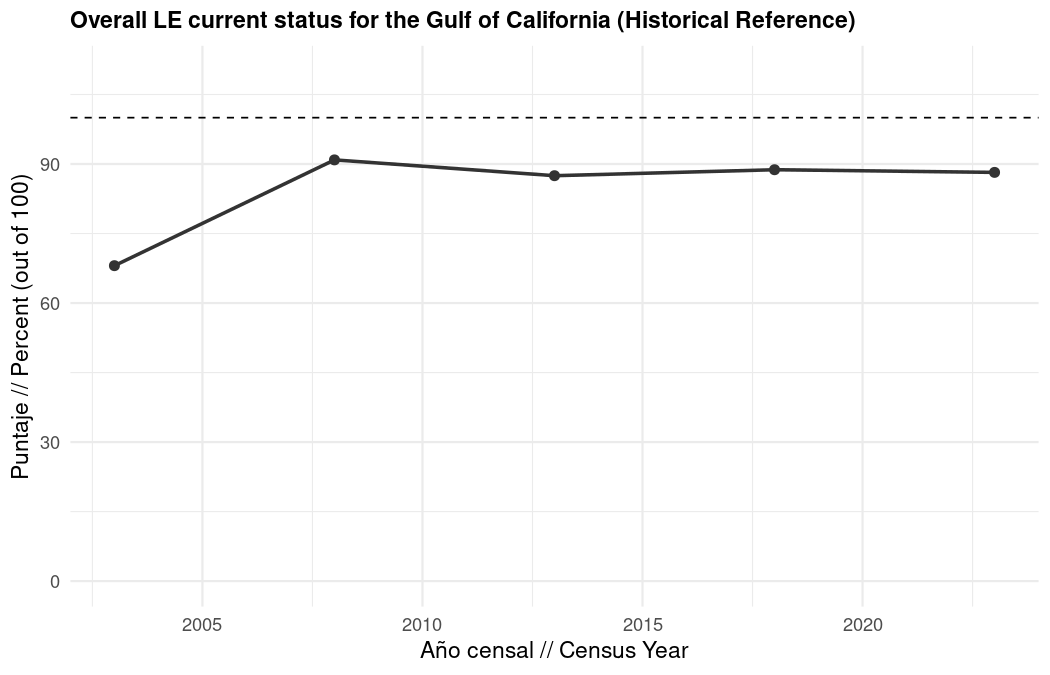 Overall LE current status for the Gulf of California (Historical Reference)
Puntaje // Percent (out of 100)
90
60
30
0
2005 2010 2015 2020
Año censal // Census Year